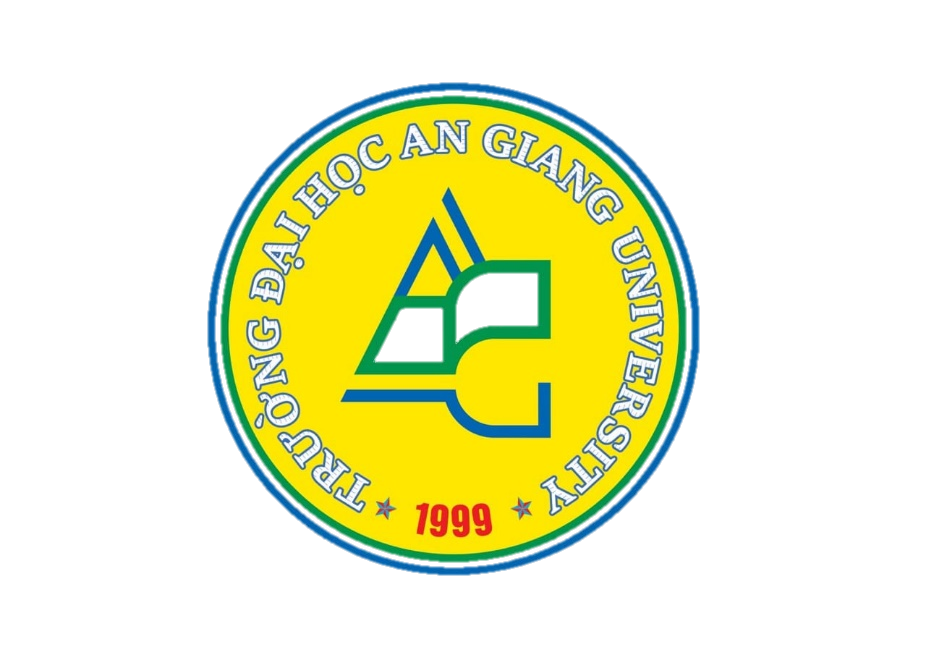 TRƯỜNG ĐẠI HỌC AN GIANG UNIVERSITY
1999